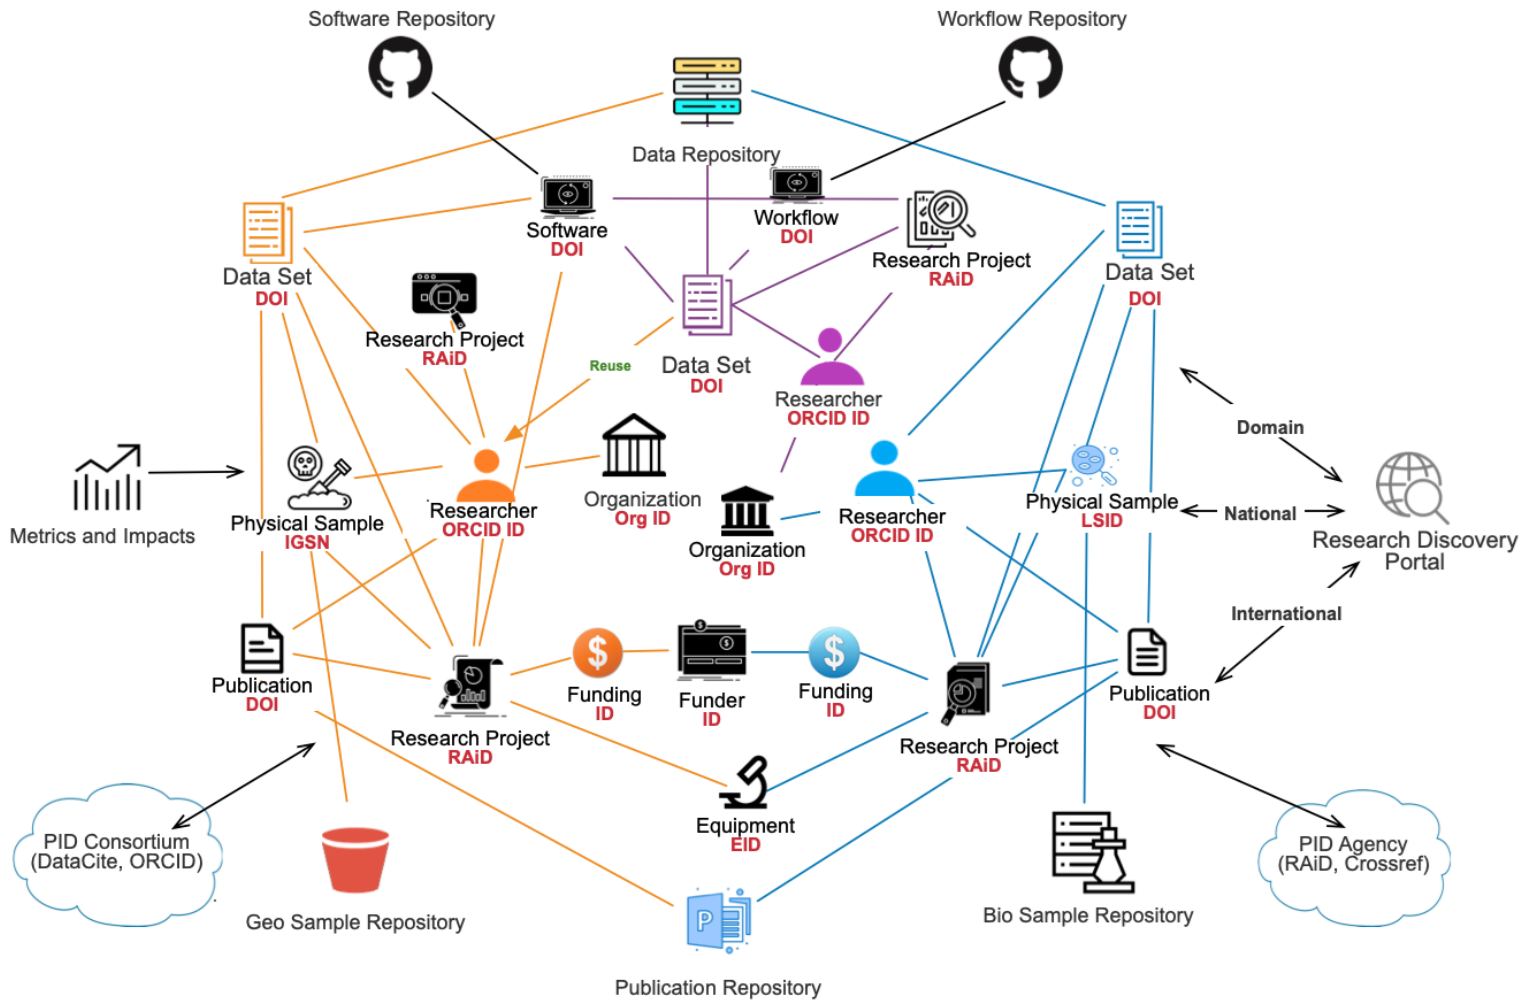 Software Repository
Workflow Repository
Data Repository
Software
DOI
Workflow
DOI
Research Project
RAiD
Data Set
DOI
Data Set
DOI
Research Project
RAiD
Reuse
Data Set
DOI
Researcher
ORCID ID
Domain
Metrics and Impacts
Physical Sample
IGSN
Researcher
ORCID ID
Organization
Org ID
Organization
Org ID
Researcher
ORCID ID
Physical Sample
LSID
National
Research Discovery
Portal
International
Publication
DOI
Research Project
RAiD
$
Funding
ID
$
$
Funder
ID
$
Funding
ID
Research Project
RAiD
Publication
DOI
Equipment
EID
PID Consortium
(DataCite, ORCID)
PID Agency
(RAiD, Crossref)
Geo Sample Repository
P
Bio Sample Repository
Publication Repository